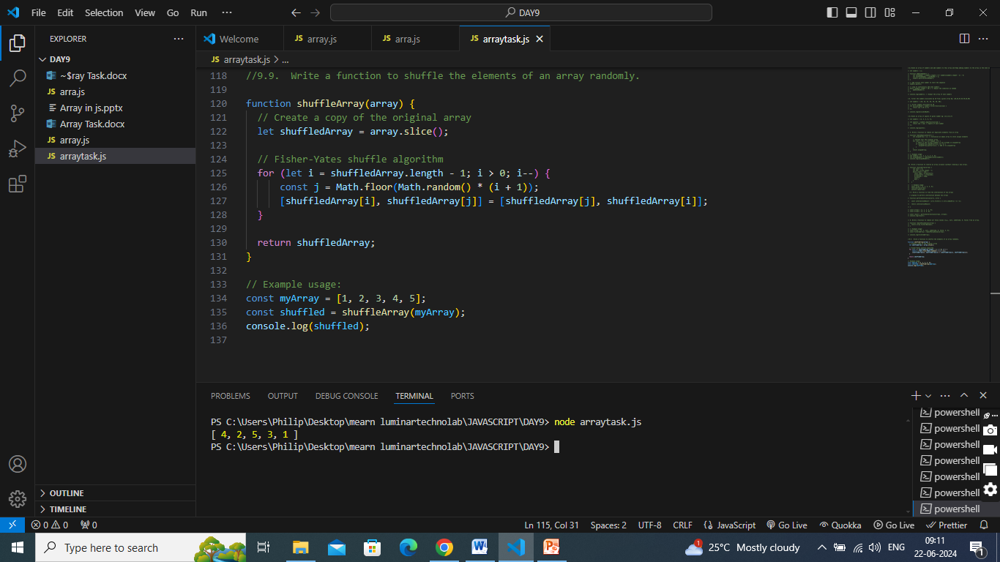 File Edit Selection View Go Run ··· DAY9
EXPLORER ···
Welcome JS array.js JS arra.js JS arraytask.js
DAY9
JS arraytask.js > ...
~$ray Task.docx
JS arra.js
Array in js.pptx
Array Task.docx
JS array.js
JS arraytask.js
118 //9.9.  Write a function to shuffle the elements of an array randomly.
119
120 function shuffleArray(array) {
121   // Create a copy of the original array
122   let shuffledArray = array.slice();
123
124   // Fisher-Yates shuffle algorithm
125   for (let i = shuffledArray.length - 1; i > 0; i--) {
126       const j = Math.floor(Math.random() * (i + 1));
127       [shuffledArray[i], shuffledArray[j]] = [shuffledArray[j], shuffledArray[i]];
128   }
129
130   return shuffledArray;
131 }
132
133 // Example usage:
134 const myArray = [1, 2, 3, 4, 5];
135 const shuffled = shuffleArray(myArray);
136 console.log(shuffled);
137
PROBLEMS OUTPUT DEBUG CONSOLE TERMINAL PORTS
PS C:\Users\Philip\Desktop\mearn luminartechnolab\JAVASCRIPT\DAY9> node arraytask.js
[ 4, 2, 5, 3, 1 ]
PS C:\Users\Philip\Desktop\mearn luminartechnolab\JAVASCRIPT\DAY9>
powershell
powershell
powershell
powershell
powershell
powershell
powershell
OUTLINE
TIMELINE
0 0 0 Ln 115, Col 31 Spaces: 2 UTF-8 CRLF {} JavaScript Go Live Quokka Go Live Prettier
Type here to search 1 25°C Mostly cloudy ENG 09:11
22-06-2024 1